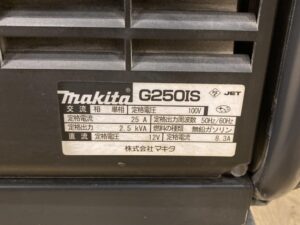 makita G250IS JET
交流 相 単相 定格電圧 100V
定格電流 25 A 定格出力周波数 50Hz/60Hz
定格出力 2.5 kVA 燃料の種類 無鉛ガソリン
直流 定格電圧 12V 定格電流 8.3A
株式会社マキタ